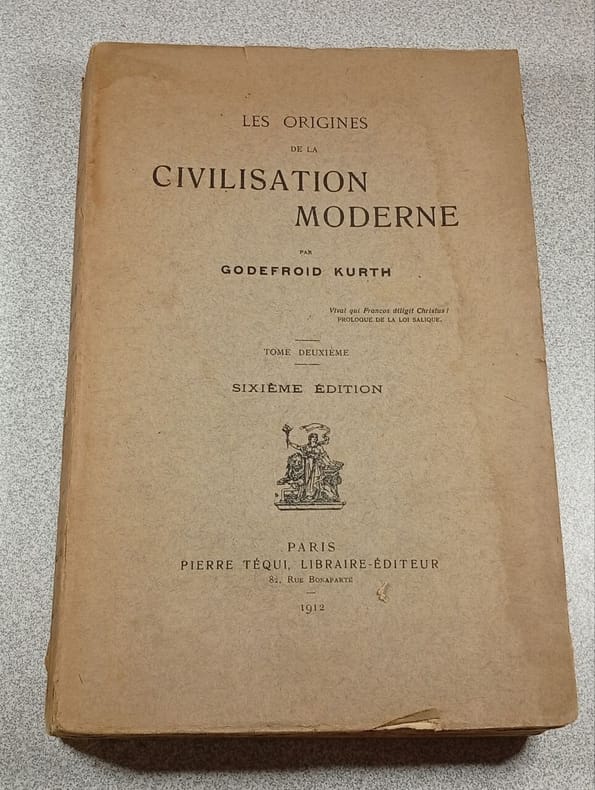 LES ORIGINES
DE LA
CIVILISATION
MODERNE
PAR
GODEFROID KURTH
Vivat qui Francos diligit Christus!
PROLOGUE DE LA LOI SALIQUE.
TOME DEUXIÈME
SIXIÈME ÉDITION
PARIS
PIERRE TÉQUI, LIBRAIRE-ÉDITEUR
82, RUE BONAPARTE
1912